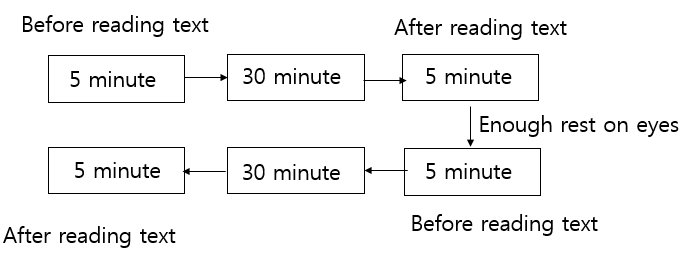 Before reading text
After reading text
5 minute
30 minute
5 minute
Enough rest on eyes
5 minute
30 minute
5 minute
Before reading text
After reading text